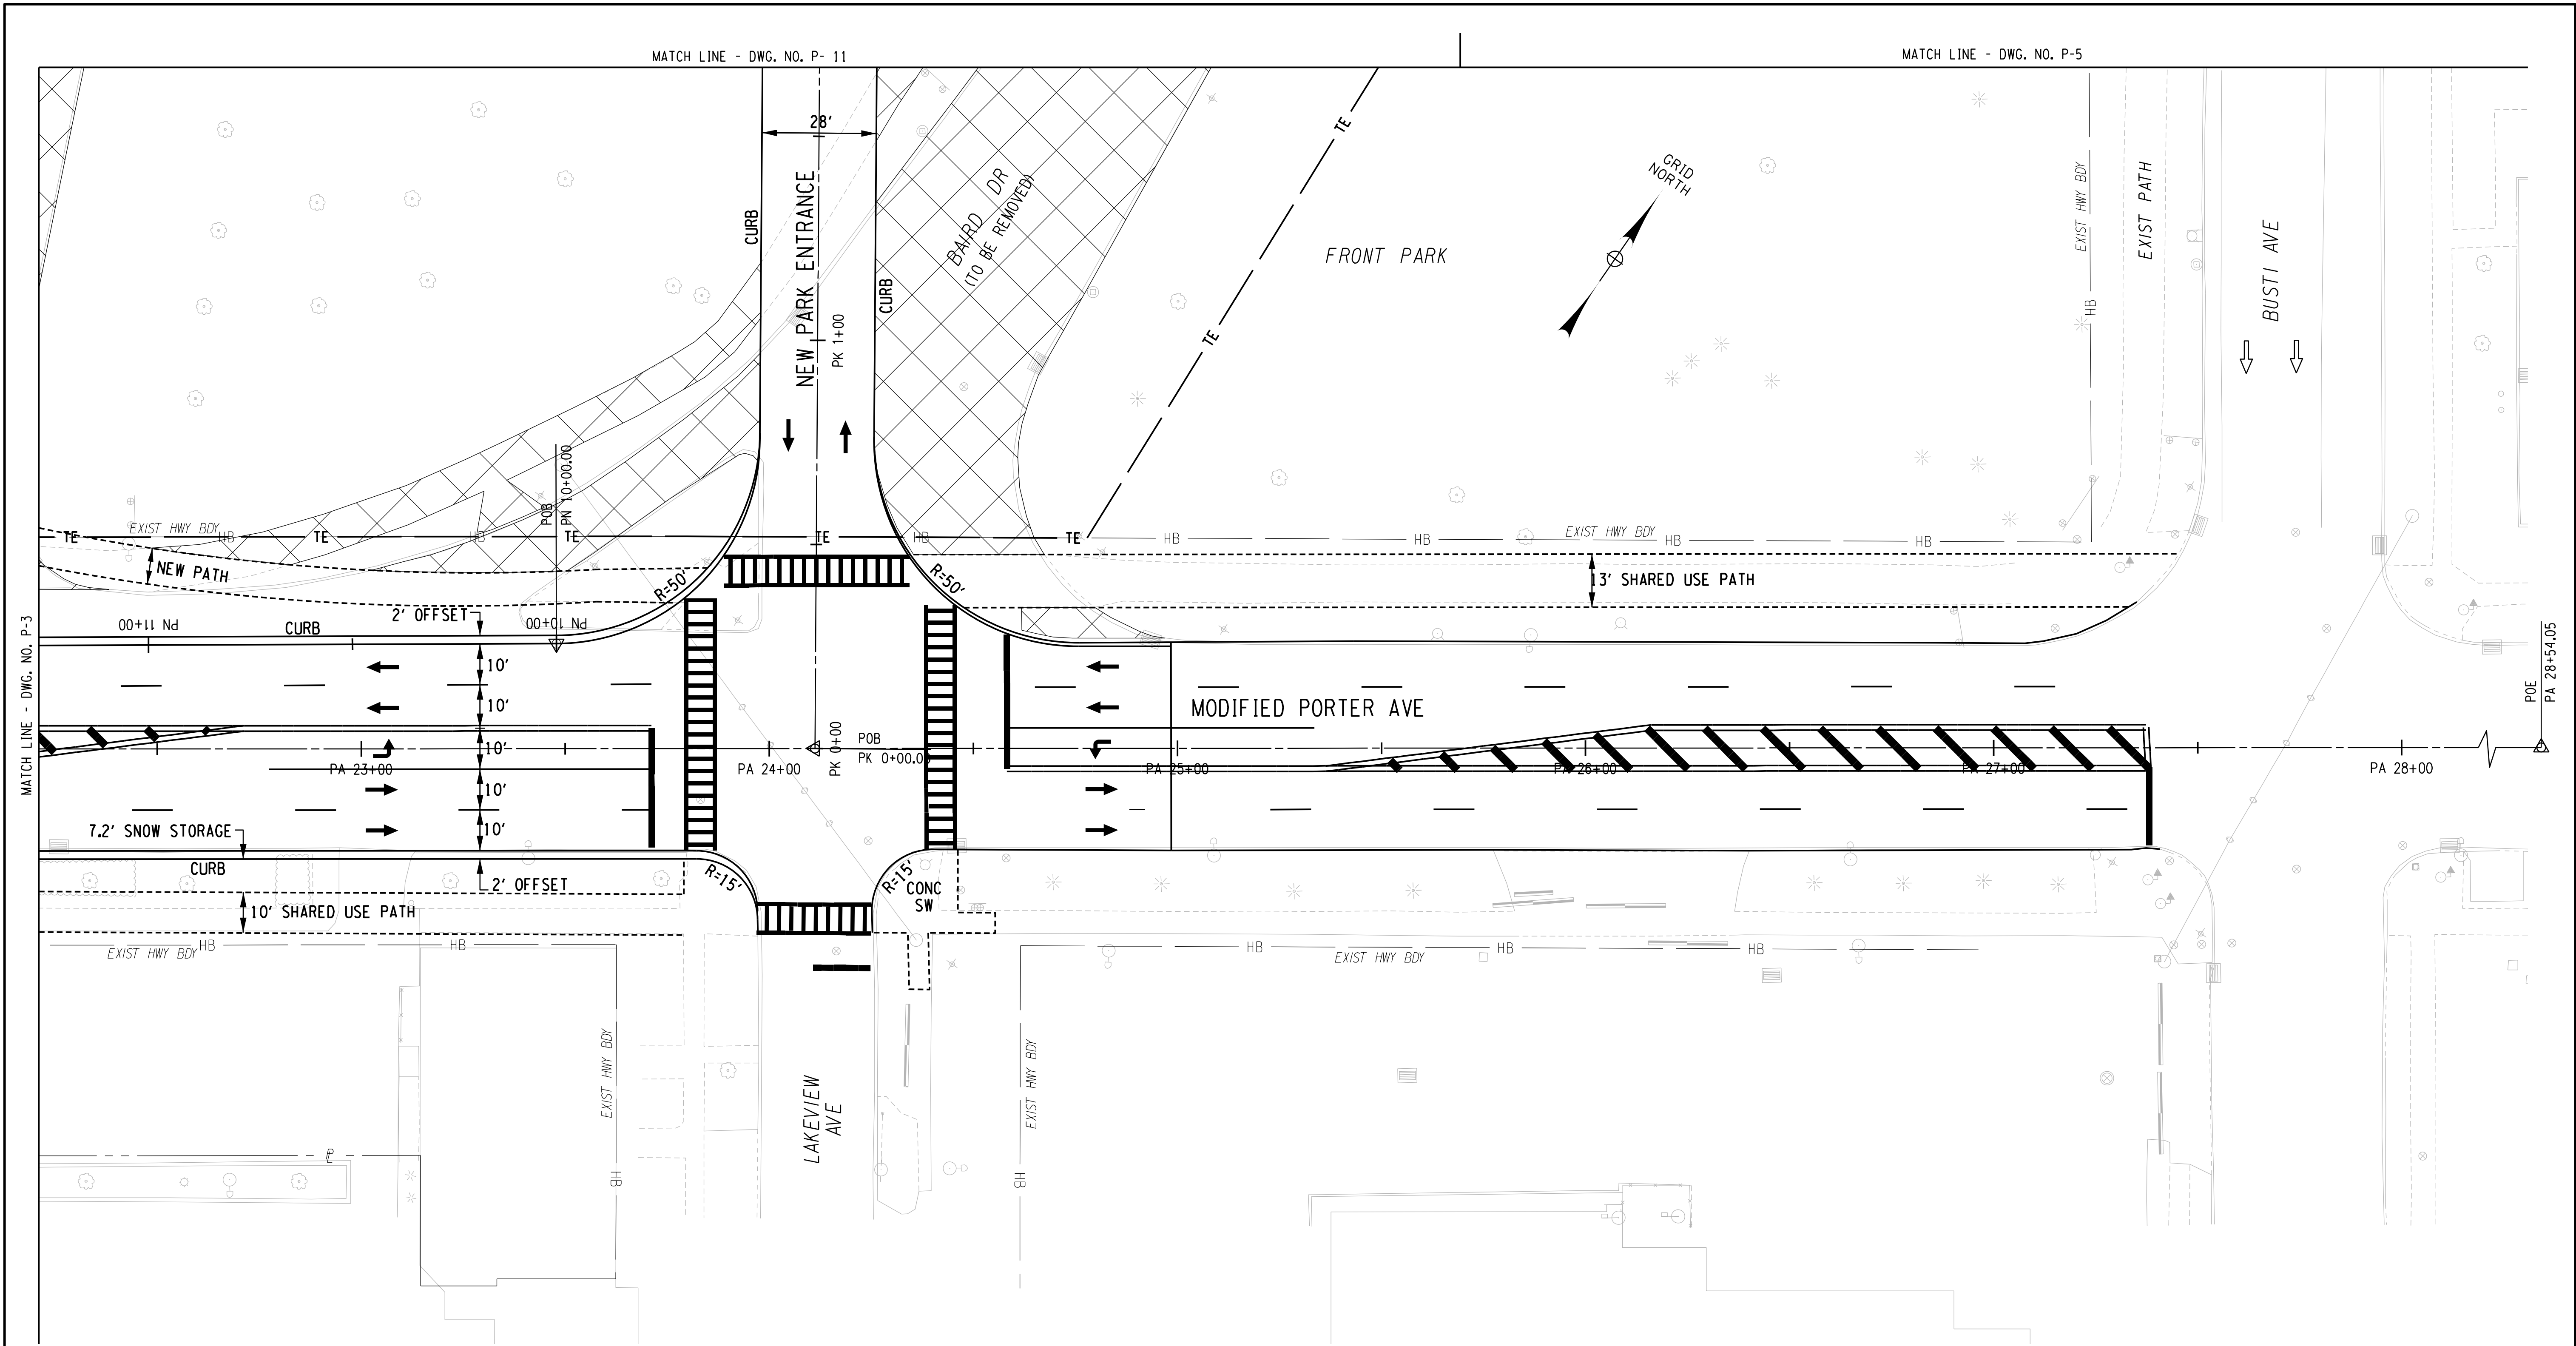 MATCH LINE - DWG. NO. P- 11
MATCH LINE - DWG. NO. P-5
28'
NEW PARK ENTRANCE
CURB
CURB
PK 1+00
BAIRD DR
(TO BE REMOVED)
TE
TE
FRONT PARK
GRID
NORTH
EXIST HWY BDY
HB
EXIST PATH
BUSTI AVE
POB
PN 10+00.00
EXIST HWY BDY
TE
HB
TE
HB
TE
TE
HB
TE
HB
HB
EXIST HWY BDY
HB
HB
NEW PATH
R=50'
R=50'
13' SHARED USE PATH
2' OFFSET
PN 11+00
CURB
PN 10+00
MATCH LINE - DWG. NO. P-3
10'
10'
10'
10'
10'
MODIFIED PORTER AVE
POB
PK 0+00.00
PK 0+00
PA 23+00
PA 24+00
PA 25+00
PA 26+00
PA 27+00
PA 28+00
POE
PA 28+54.05
7.2' SNOW STORAGE
CURB
2' OFFSET
R=15'
R=15'
CONC
SW
10' SHARED USE PATH
EXIST HWY BDY
HB
HB
HB
HB
HB
EXIST HWY BDY
EXIST HWY BDY
HB
LAKEVIEW
AVE
EXIST HWY BDY
HB
PL